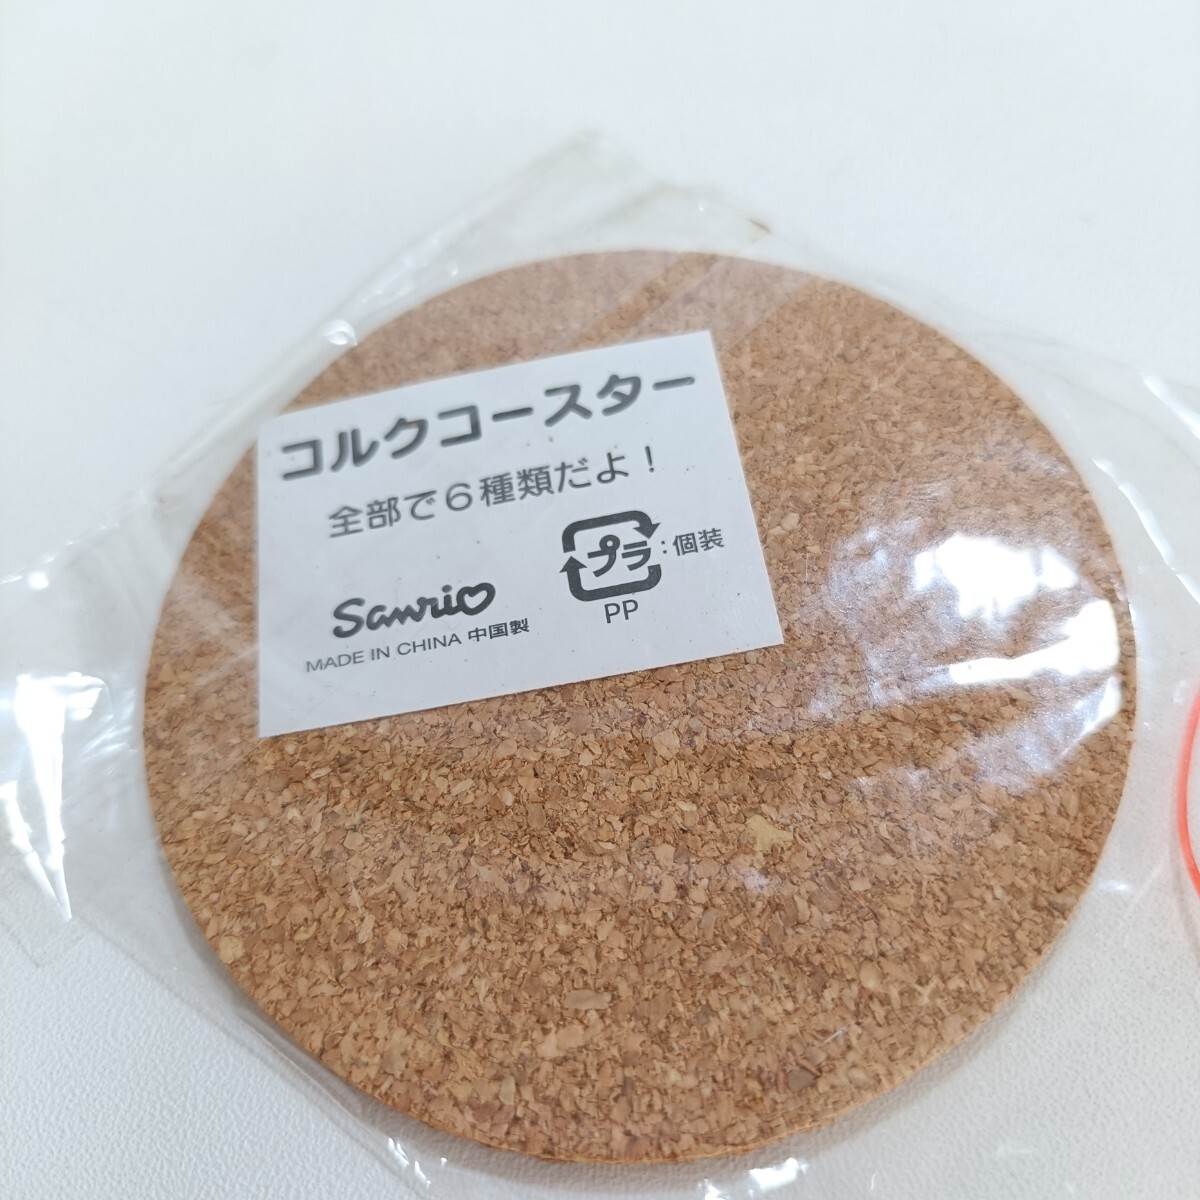 コルクコースター
全部で6種類だよ！
プラ:個装
PP
Sanrio
MADE IN CHINA 中国製